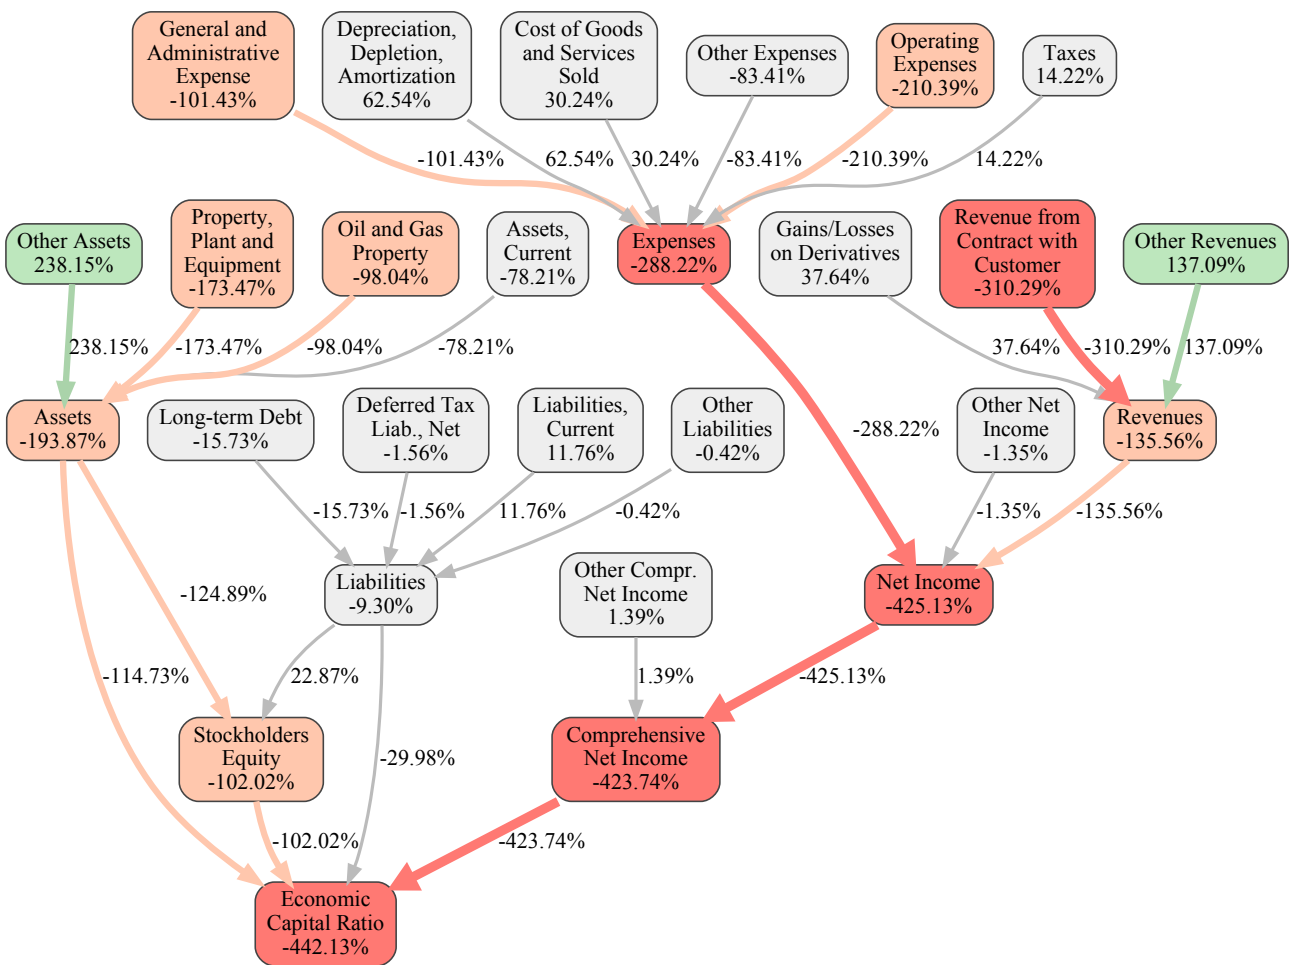 General and
Administrative
Expense
-101.43%
Depreciation,
Depletion,
Amortization
62.54%
Cost of Goods
and Services
Sold
30.24%
Other Expenses
-83.41%
Operating
Expenses
-210.39%
Taxes
14.22%
-101.43%
62.54%
30.24%
-83.41%
-210.39%
14.22%
Other Assets
238.15%
Property,
Plant and
Equipment
-173.47%
Oil and Gas
Property
-98.04%
Assets,
Current
-78.21%
Expenses
-288.22%
Gains/Losses
on Derivatives
37.64%
Revenue from
Contract with
Customer
-310.29%
Other Revenues
137.09%
238.15%
-173.47%
-98.04%
-78.21%
37.64%
-310.29%
137.09%
Assets
-193.87%
Long-term Debt
-15.73%
Deferred Tax
Liab., Net
-1.56%
Liabilities,
Current
11.76%
Other
Liabilities
-0.42%
-288.22%
Other Net
Income
-1.35%
Revenues
-135.56%
-15.73%
-1.56%
11.76%
-0.42%
-1.35%
-135.56%
-124.89%
Liabilities
-9.30%
Other Compr.
Net Income
1.39%
Net Income
-425.13%
-114.73%
22.87%
1.39%
-425.13%
Stockholders
Equity
-102.02%
-29.98%
Comprehensive
Net Income
-423.74%
-102.02%
-423.74%
Economic
Capital Ratio
-442.13%